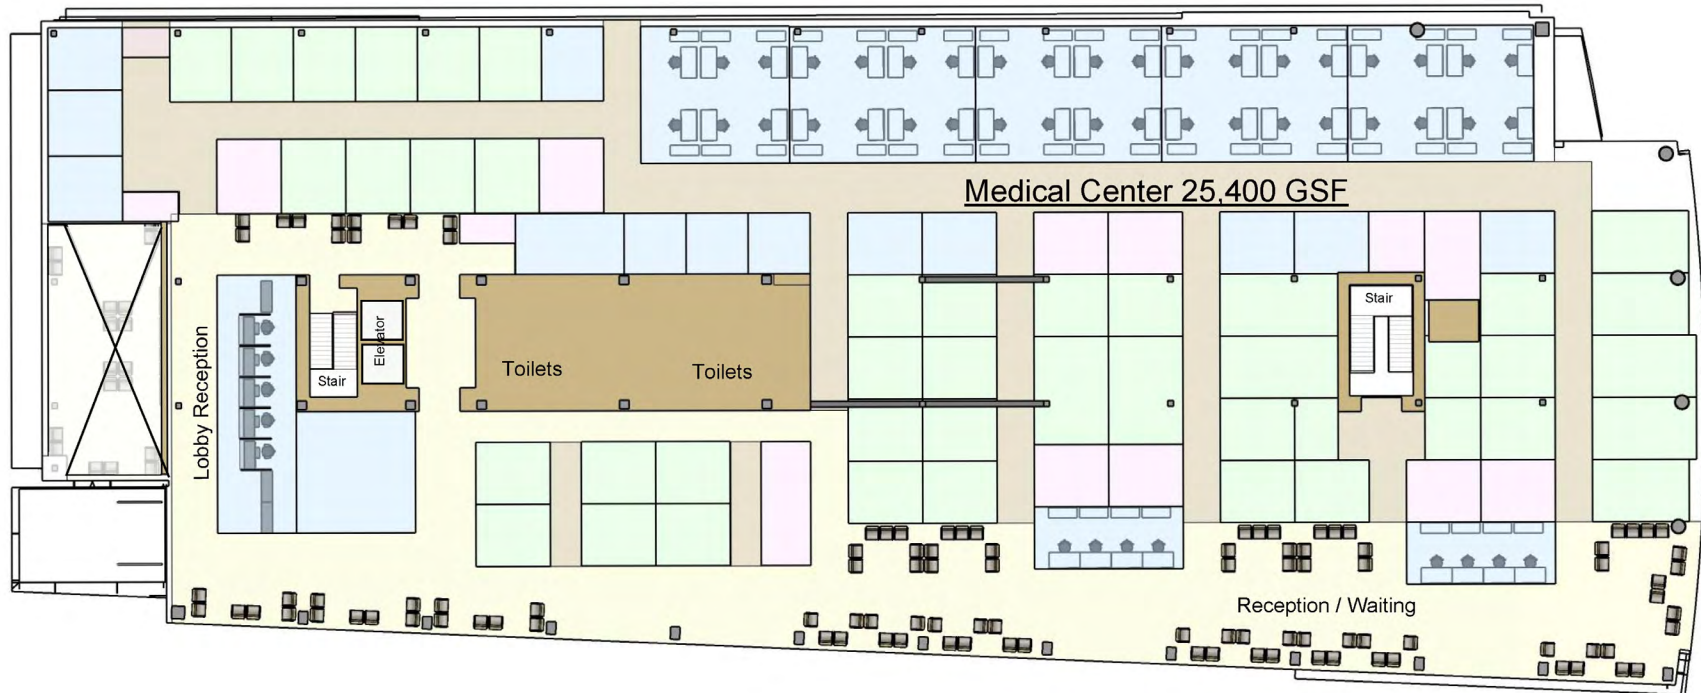 Medical Center 25,400 GSF
Stair
Elevator
Stair
Lobby Reception
Toilets
Toilets
Reception / Waiting